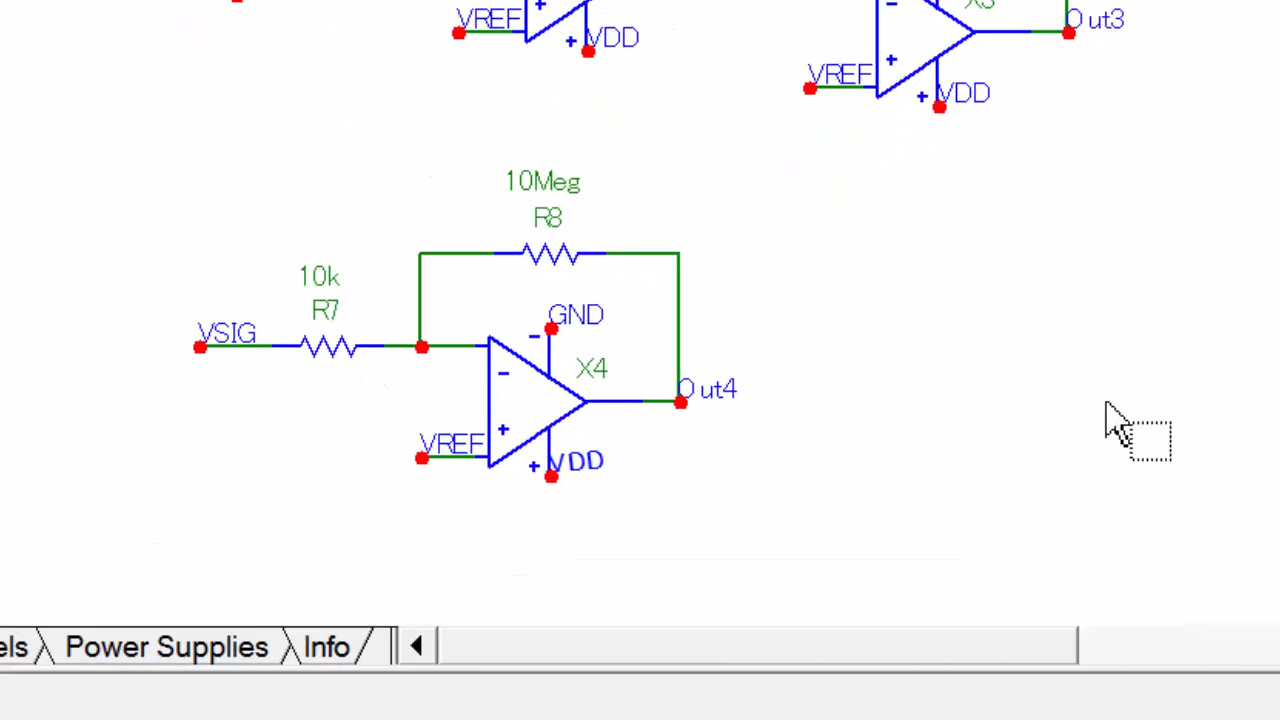 VREF
VDD
X3
Out3
VREF
VDD
10Meg
R8
10k
R7
VSIG
GND
X4
Out4
VREF
VDD
Power Supplies
Info